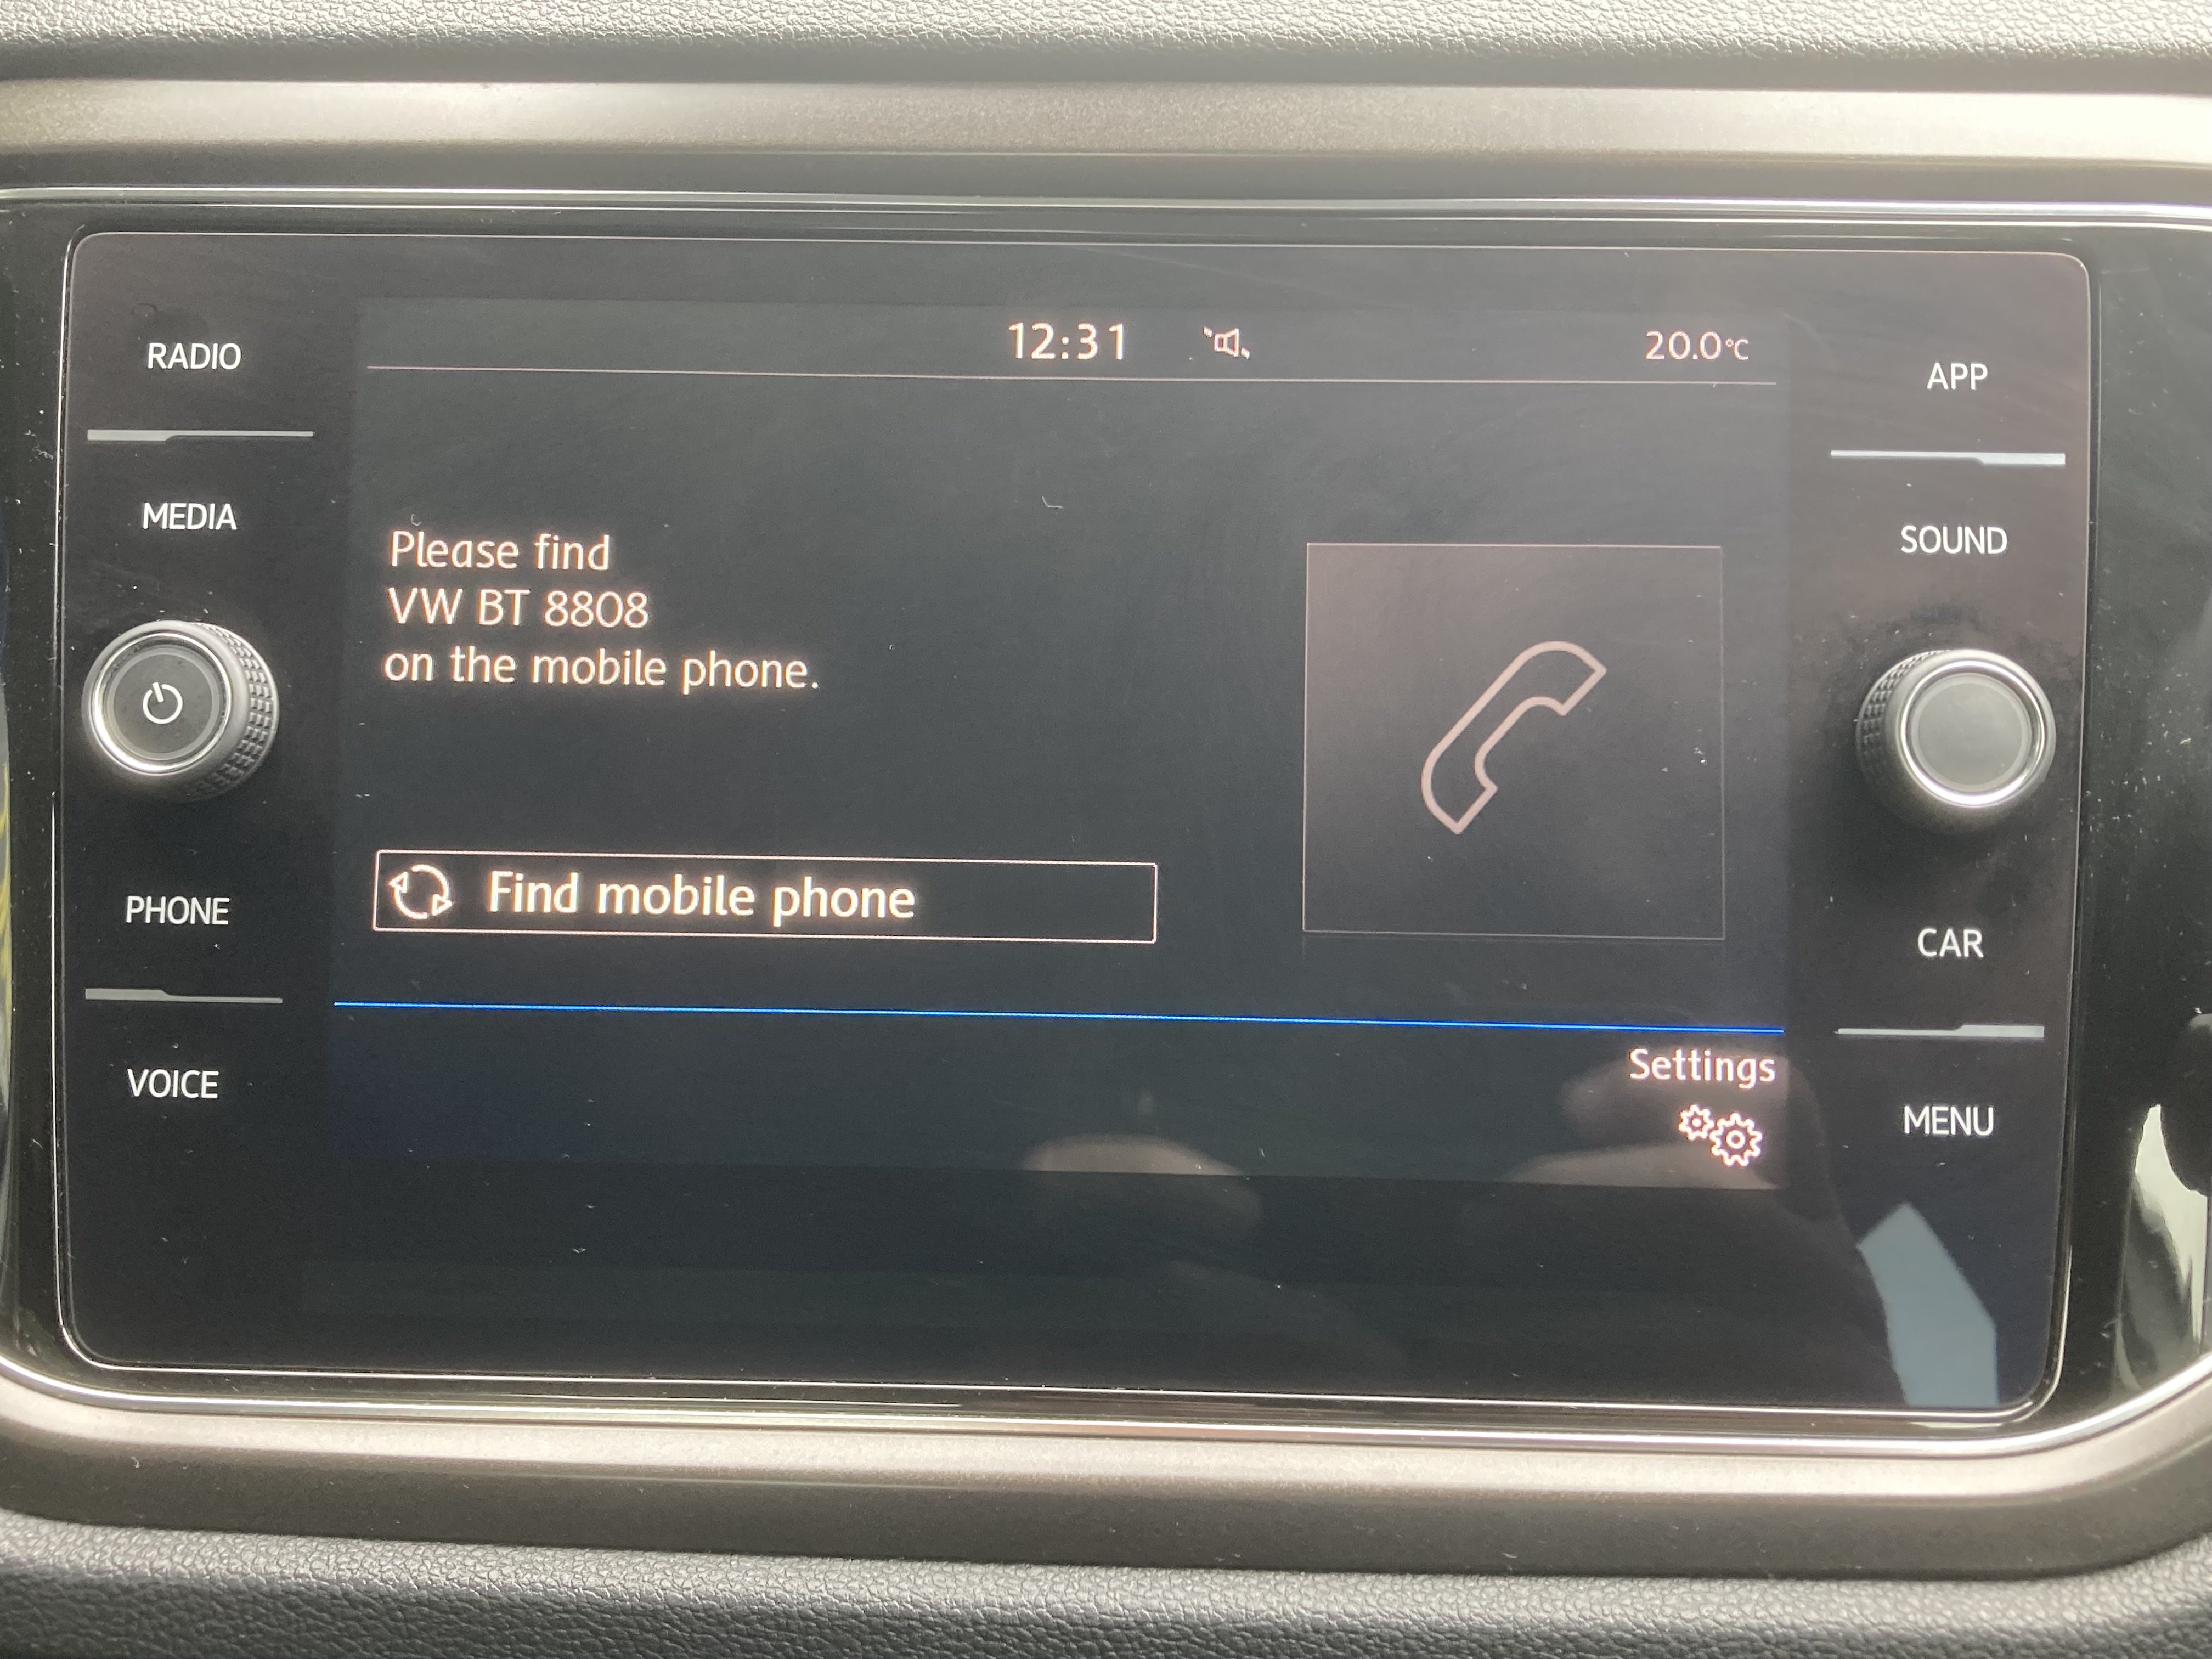 12:31
20.0°C
RADIO
MEDIA
PHONE
VOICE
Please find
VW BT 8808
on the mobile phone.
Find mobile phone
Settings
APP
SOUND
CAR
MENU